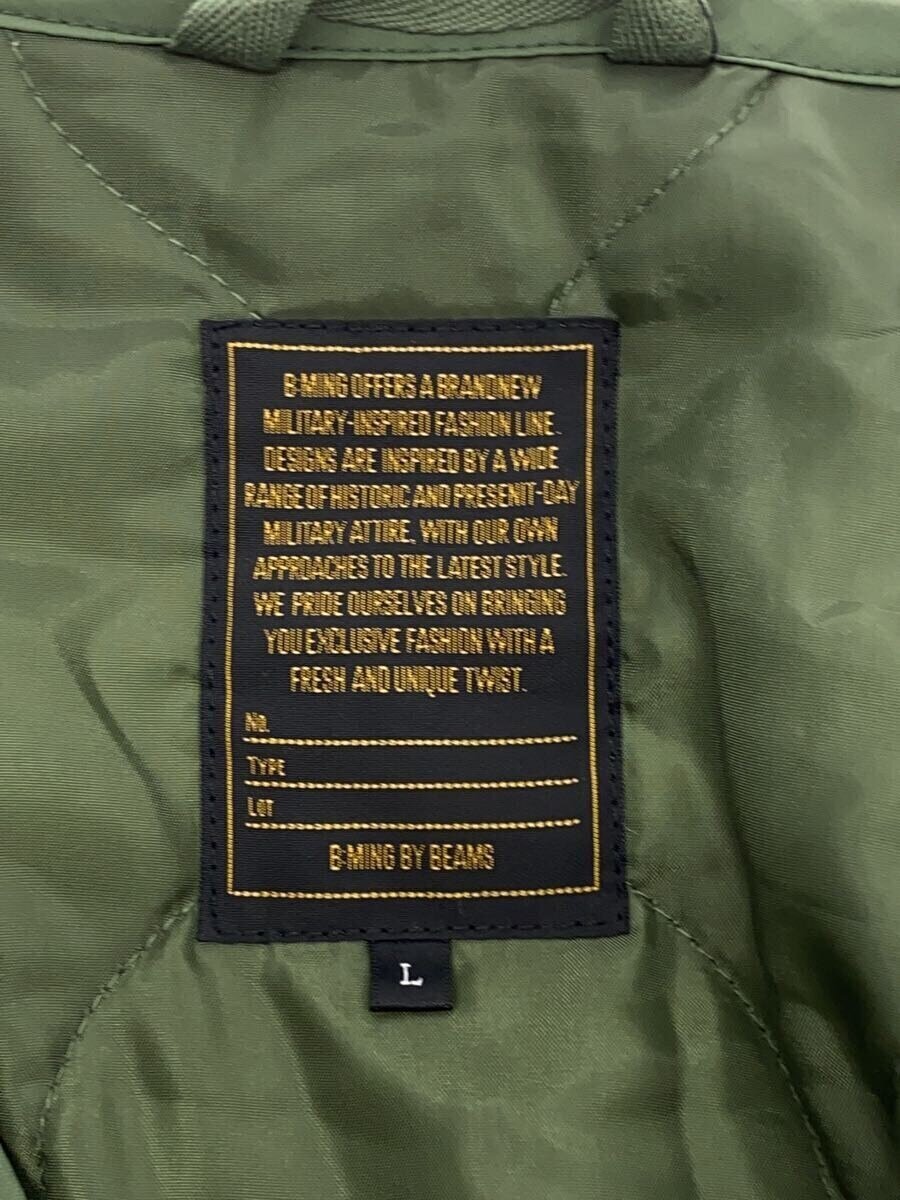 B:MING OFFERS A BRANDNEW
MILITARY-INSPIRED FASHION LINE.
DESIGNS ARE INSPIRED BY A WIDE
RANGE OF HISTORIC AND PRESENT-DAY
MILITARY ATTIRE, WITH OUR OWN
APPROACHES TO THE LATEST STYLE.
WE PRIDE OURSELVES ON BRINGING
YOU EXCLUSIVE FASHION WITH A
FRESH AND UNIQUE TWIST.
No.
TYPE
LOT
B:MING BY BEAMS
L